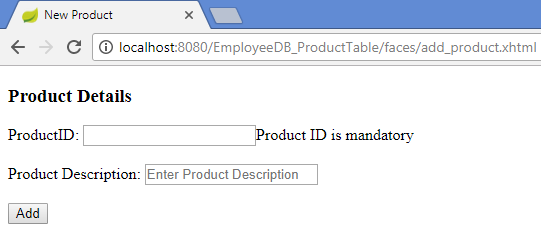 New Product
localhost:8080/EmployeeDB_ProductTable/faces/add_product.xhtml
Product Details
ProductID: Product ID is mandatory
Product Description: Enter Product Description
Add